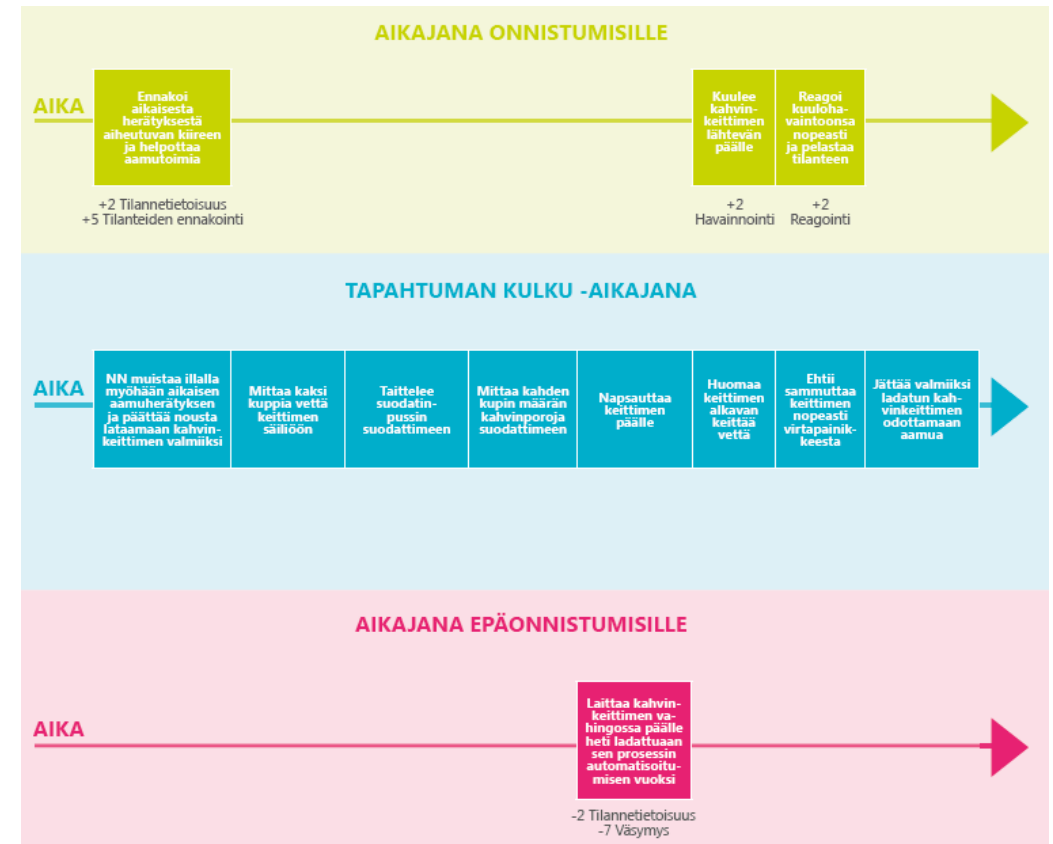 AIKAJANA ONNISTUMISILLE
AIKA
Ennakoi
aikaisesta
herätyksestä
aiheutuvan kiireen
ja helpottaa
aamutoimia
Kuulee
kahvin-
keittimen
lähtevän
päälle
Reagoi
kuuloha-
vaintoonsa
nopeasti
ja pelastaa
tilanteen
+2 Tilannetietoisuus
+5 Tilanteiden ennakointi
+2
Havainnointi
+2
Reagointi
TAPAHTUMAN KULKU -AIKAJANA
AIKA
NN muistaa illalla
myöhään aikaisen
aamuherätyksen
ja päättää nousta
lataamaan kahvin-
keittimen valmiiksi
Mittaa kaksi
kuppia vettä
keittimen
säiliöön
Taittelee
suodatin-
pussin
suodattimeen
Mittaa kahden
kupin määrän
kahvinporoja
suodattimeen
Napsauttaa
keittimen
päälle
Huomaa
keittimen
alkavan
keittää
vettä
Ehtii
sammuttaa
keittimen
nopeasti
virtapainik-
keesta
Jättää valmiiksi
ladatun kah-
vinkeittimen
odottamaan
aamua
AIKAJANA EPÄONNISTUMISILLE
AIKA
Laittaa kahvin-
keittimen va-
hingossa päälle
heti ladattuaan
sen prosessin
automatisoitu-
misen vuoksi
-2 Tilannetietoisuus
-7 Väsymys